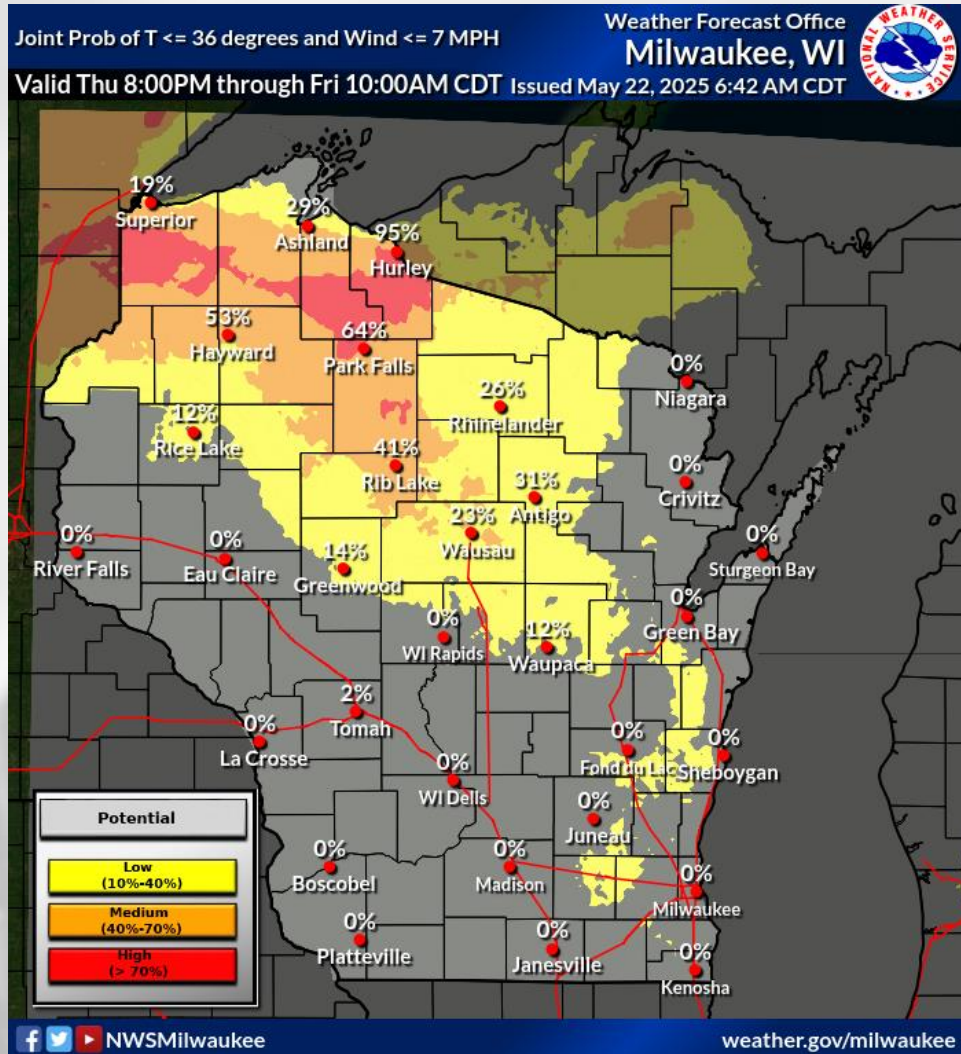 Joint Prob of T <= 36 degrees and Wind <= 7 MPH
Weather Forecast Office
Milwaukee, WI
Valid Thu 8:00PM through Fri 10:00AM CDT
Issued May 22, 2025 6:42 AM CDT
NATIONAL WEATHER SERVICE
19%
Superior
29%
Ashland
95%
Hurley
53%
Hayward
64%
Park Falls
0%
Niagara
26%
Rhinelander
12%
Rice Lake
41%
Rib Lake
0%
Crivitz
31%
Antigo
23%
Wausau
0%
River Falls
0%
Eau Claire
14%
Greenwood
0%
Sturgeon Bay
0%
Green Bay
0%
WI Rapids
12%
Waupaca
2%
Tomah
0%
La Crosse
0%
Fond du Lac
0%
Sheboygan
0%
WI Dells
0%
Juneau
0%
Boscobel
0%
Madison
0%
Milwaukee
0%
Platteville
0%
Janesville
0%
Kenosha
Potential
Low
(10%-40%)
Medium
(40%-70%)
High
(> 70%)
NWSMilwaukee
weather.gov/milwaukee